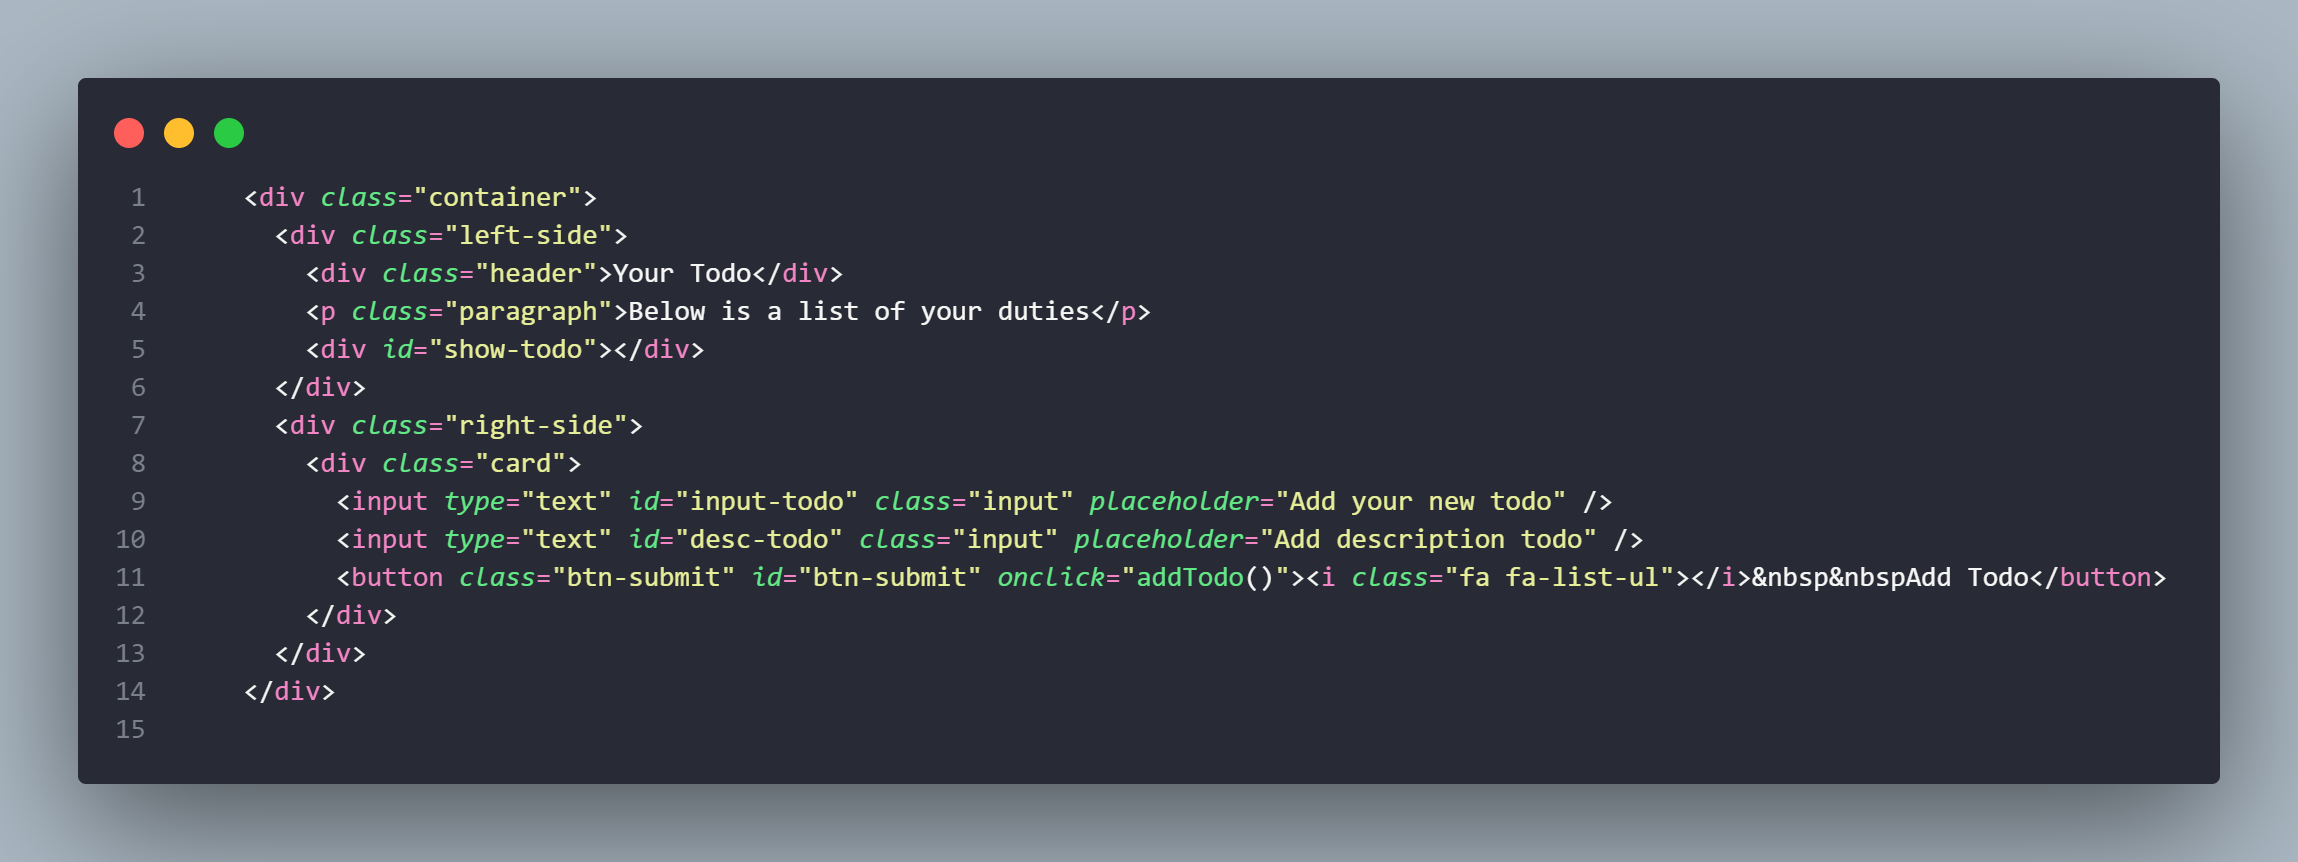 1 <div class="container">
2 <div class="left-side">
3 <div class="header">Your Todo</div>
4 <p class="paragraph">Below is a list of your duties</p>
5 <div id="show-todo"></div>
6 </div>
7 <div class="right-side">
8 <div class="card">
9 <input type="text" id="input-todo" class="input" placeholder="Add your new todo" />
10 <input type="text" id="desc-todo" class="input" placeholder="Add description todo" />
11 <button class="btn-submit" id="btn-submit" onclick="addTodo()"><i class="fa fa-list-ul"></i>&nbsp&nbspAdd Todo</button>
12 </div>
13 </div>
14 </div>
15